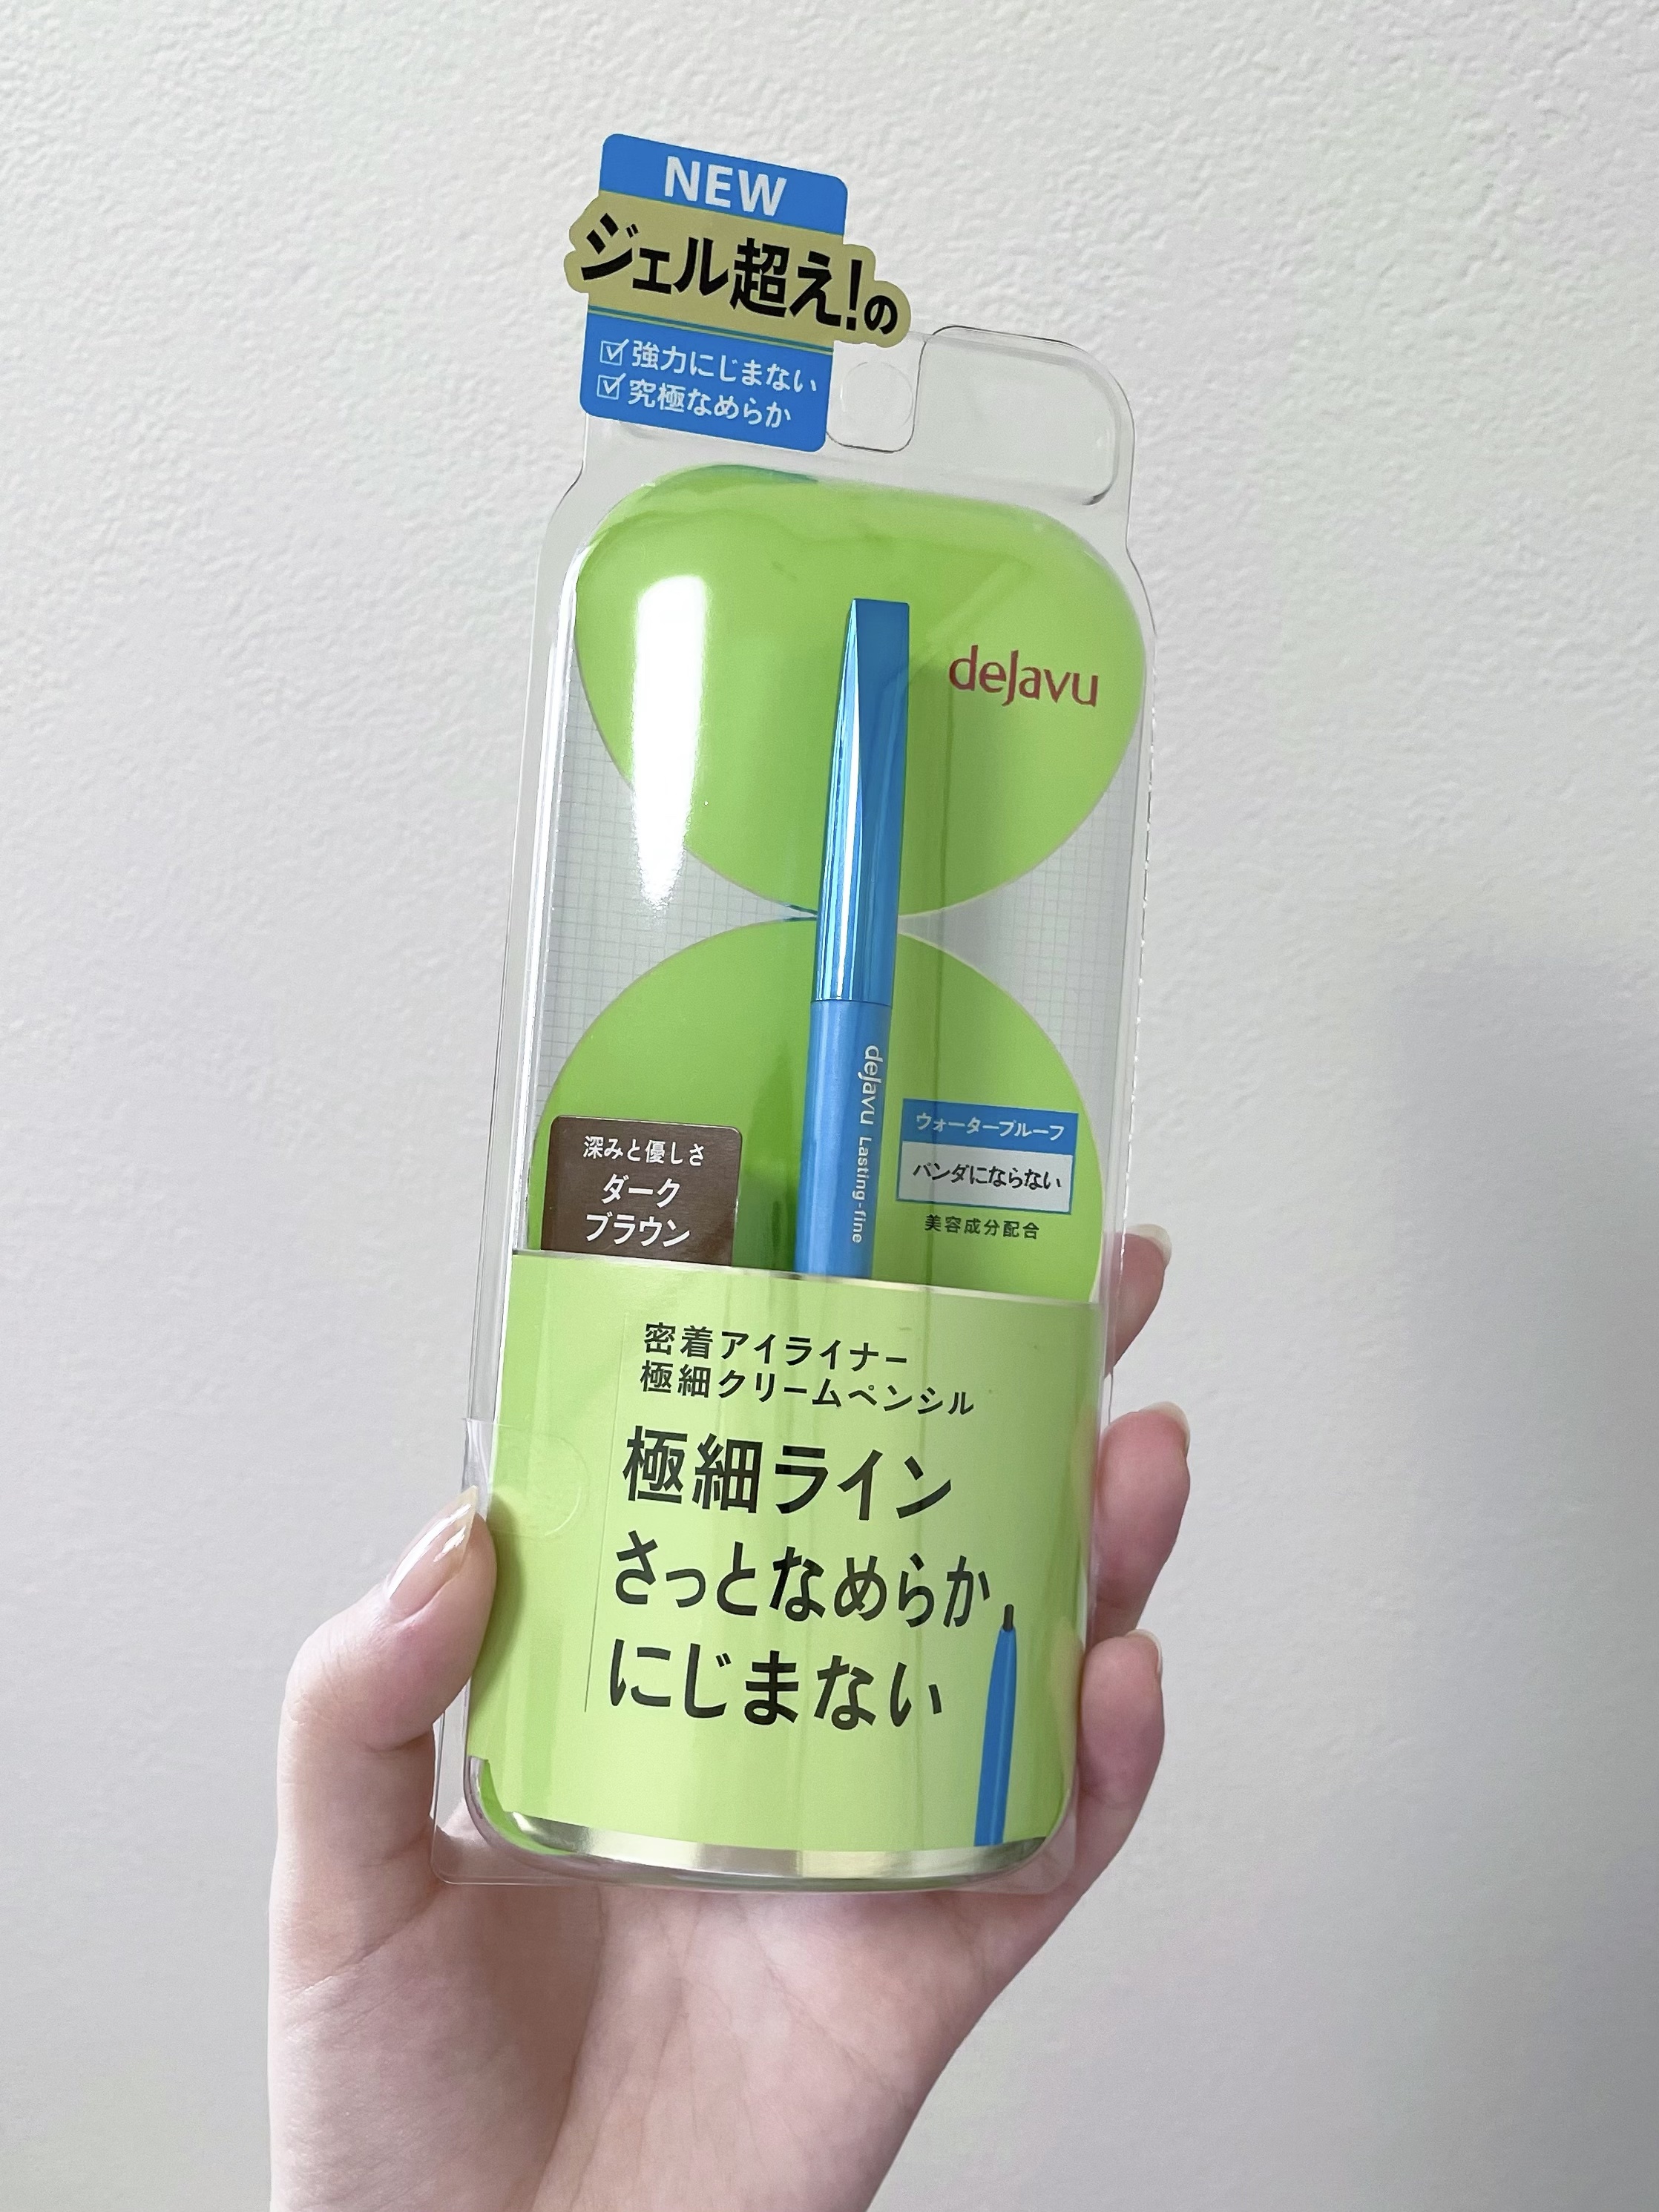 NEW
ジェル超え!の
☑ 強力にじまない
☑ 究極なめらか
deJavu
deJavu Lasting-fine
ウォータープルーフ
パンダにならない
美容成分配合
深みと優しさ
ダーク
ブラウン
密着アイライナー
極細クリームペンシル
極細ライン
さっとなめらか
にじまない